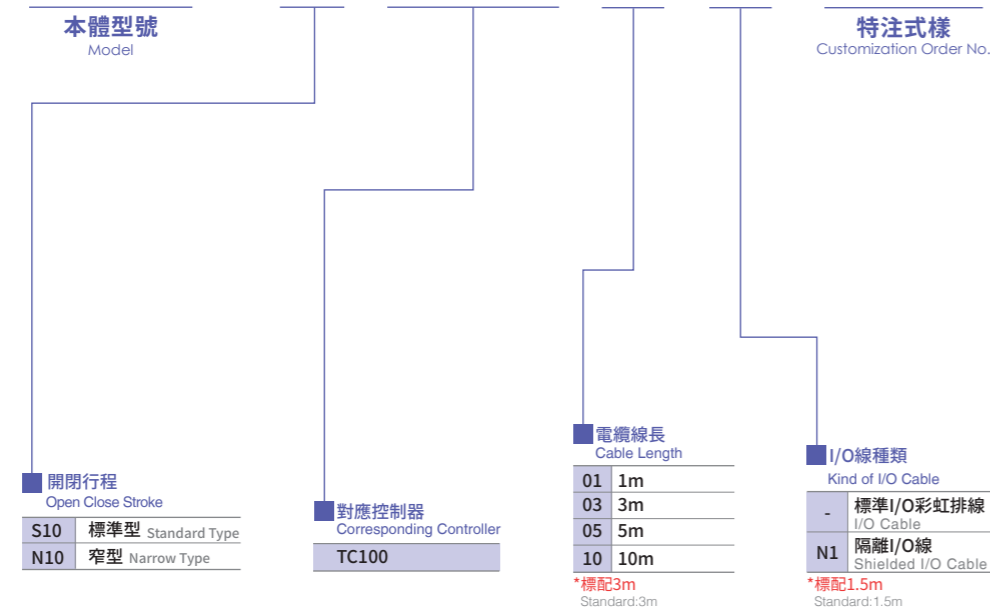 本體型號
Model
特注式樣
Customization Order No.
開閉行程
Open Close Stroke
S10 標準型 Standard Type
N10 窄型 Narrow Type
對應控制器
Corresponding Controller
TC100
電纜線長
Cable Length
01 1m
03 3m
05 5m
10 10m
*標配3m
Standard:3m
I/O線種類
Kind of I/O Cable
- 標準I/O彩虹排線
I/O Cable
N1 隔離I/O線
Shielded I/O Cable
*標配1.5m
Standard:1.5m